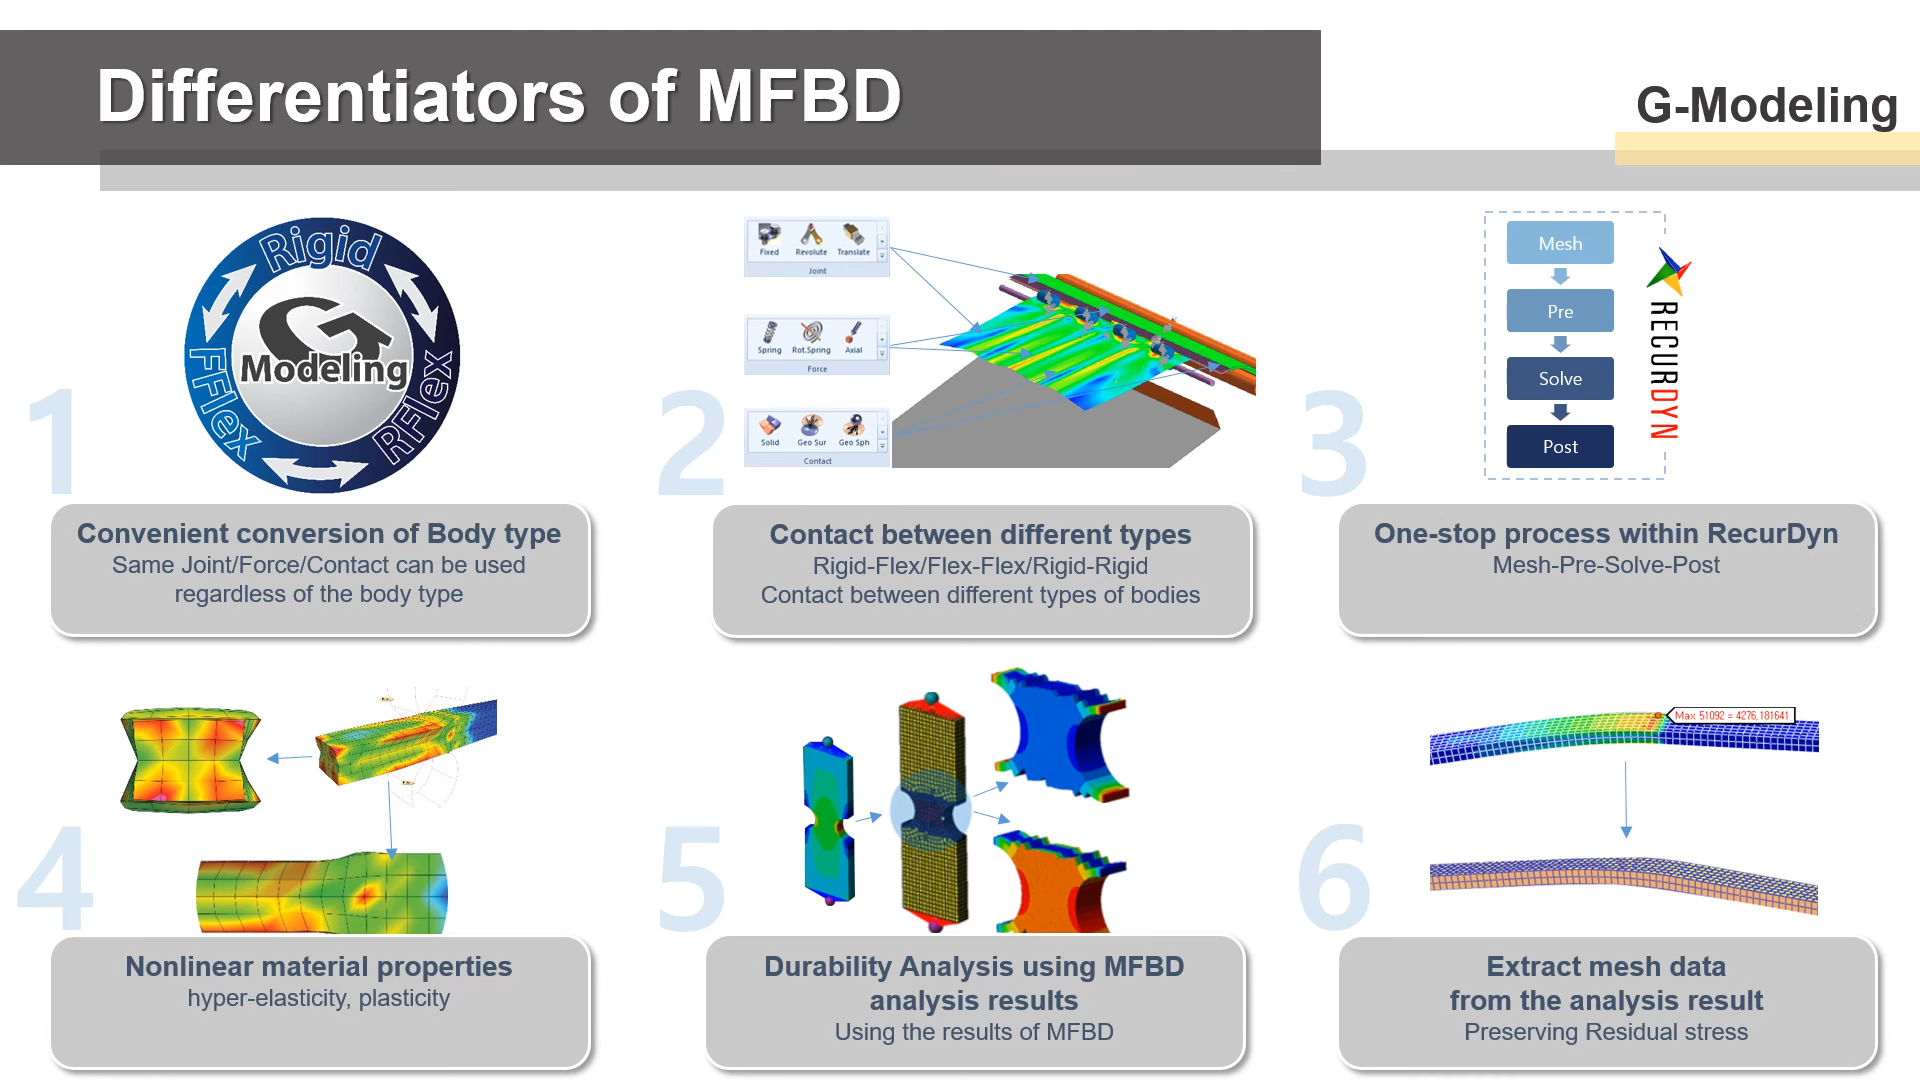 Differentiators of MFBD
G-Modeling
1
Rigid
FFlex
RFlex
G
Modeling
Convenient conversion of Body type
Same Joint/Force/Contact can be used
regardless of the body type
2
Fixed Revolute Translate
Joint
Spring Rot.Spring Axial
Force
Solid Geo Sur Geo Sph
Contact
Contact between different types
Rigid-Flex/Flex-Flex/Rigid-Rigid
Contact between different types of bodies
3
Mesh
Pre
Solve
Post
RECURDYN
One-stop process within RecurDyn
Mesh-Pre-Solve-Post
4
Nonlinear material properties
hyper-elasticity, plasticity
5
Durability Analysis using MFBD
analysis results
Using the results of MFBD
6
Max 51092 = 4276,181641
Extract mesh data
from the analysis result
Preserving Residual stress